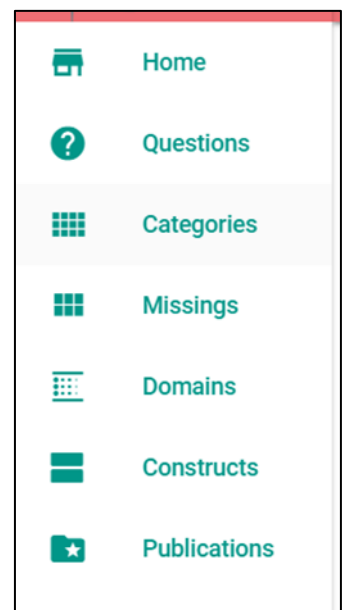 Home
Questions
Categories
Missings
Domains
Constructs
Publications